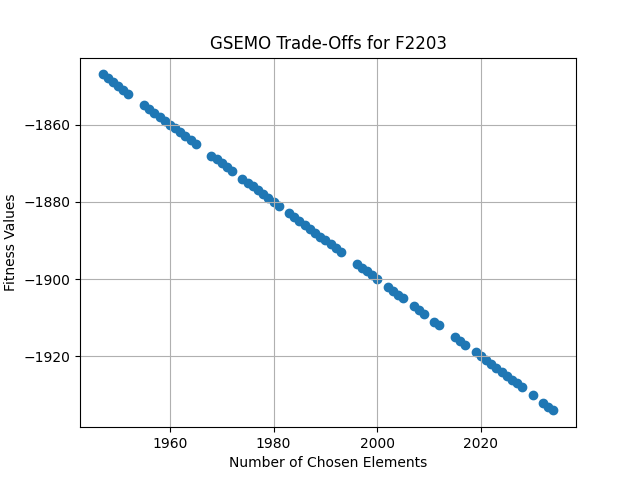 GSEMO Trade-Offs for F2203
Fitness Values
−1860
−1880
−1900
−1920
1960 1980 2000 2020
Number of Chosen Elements